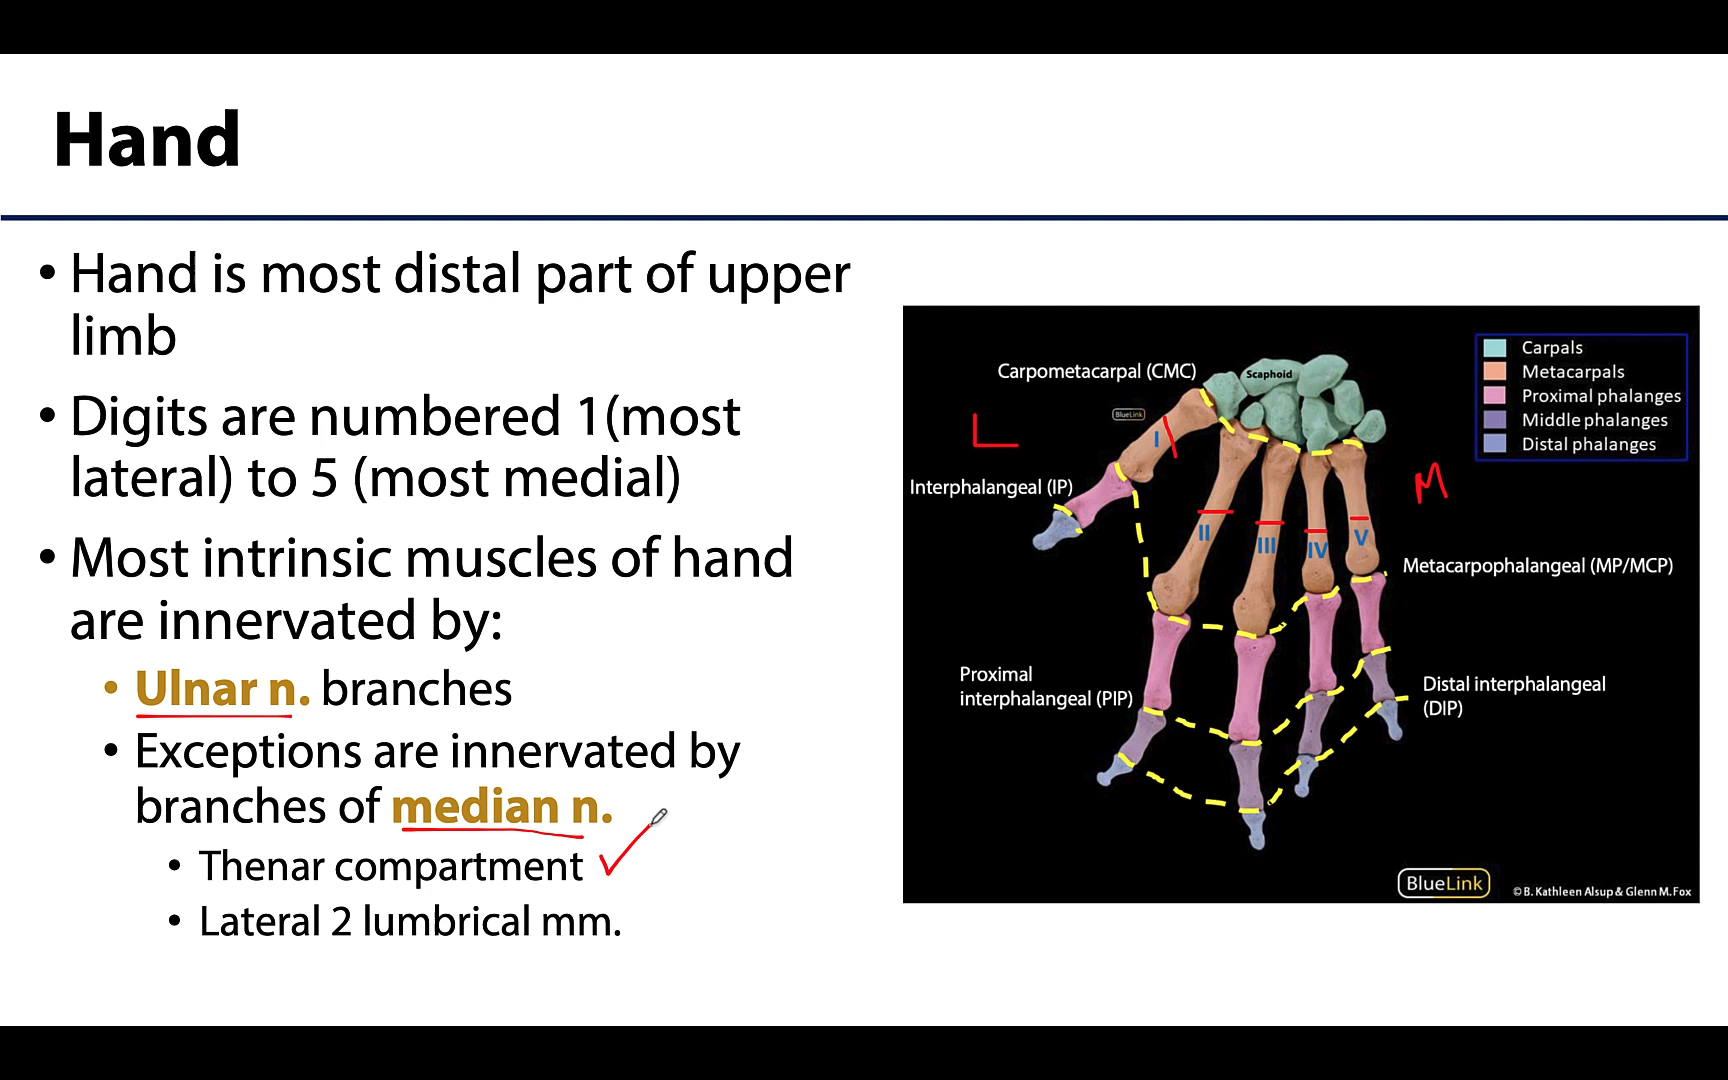 Hand
• Hand is most distal part of upper
limb
• Digits are numbered 1(most
lateral) to 5 (most medial)
• Most intrinsic muscles of hand
are innervated by:
• Ulnar n. branches
• Exceptions are innervated by
branches of median n.
• Thenar compartment
• Lateral 2 lumbrical mm.
Carpometacarpal (CMC)
Scaphoid
BlueLink
L
I
Interphalangeal (IP)
II
III
IV
V
M
Metacarpophalangeal (MP/MCP)
Proximal
interphalangeal (PIP)
Distal interphalangeal
(DIP)
Carpals
Metacarpals
Proximal phalanges
Middle phalanges
Distal phalanges
BlueLink
© B. Kathleen Alsup & Glenn M. Fox